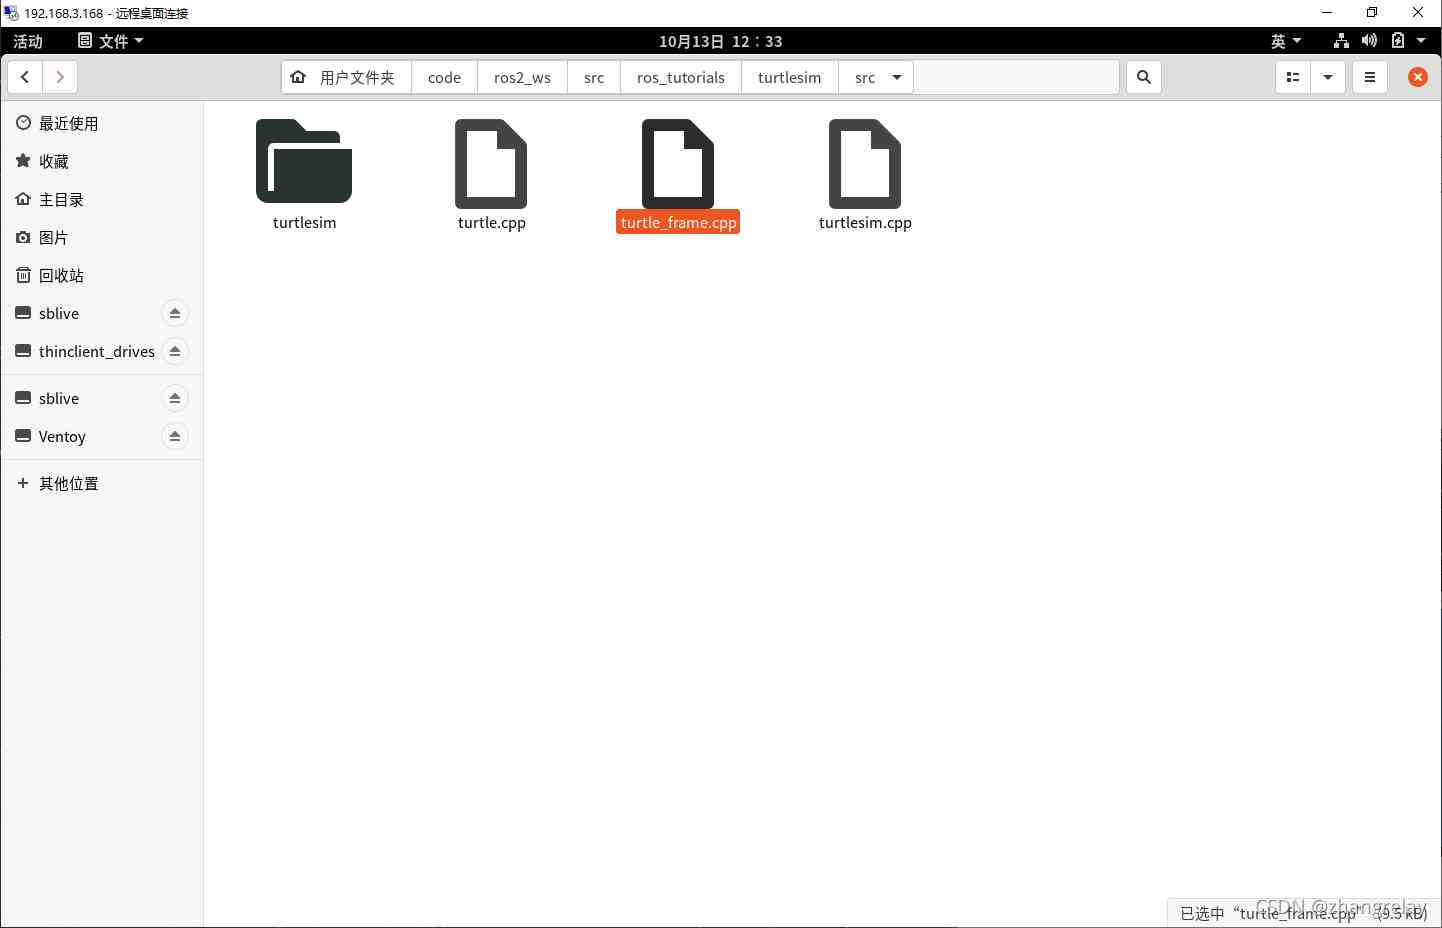 192.168.3.168 - 远程桌面连接
活动 文件 10月13日 12：33 英
用户文件夹 code ros2_ws src ros_tutorials turtlesim src
最近使用
收藏
主目录
图片
回收站
sblive
thinclient_drives
sblive
Ventoy
其他位置
turtlesim turtle.cpp turtle_frame.cpp turtlesim.cpp
已选中“turtle_frame.cpp” (9.5 kB)
CSDN @zhangrelay